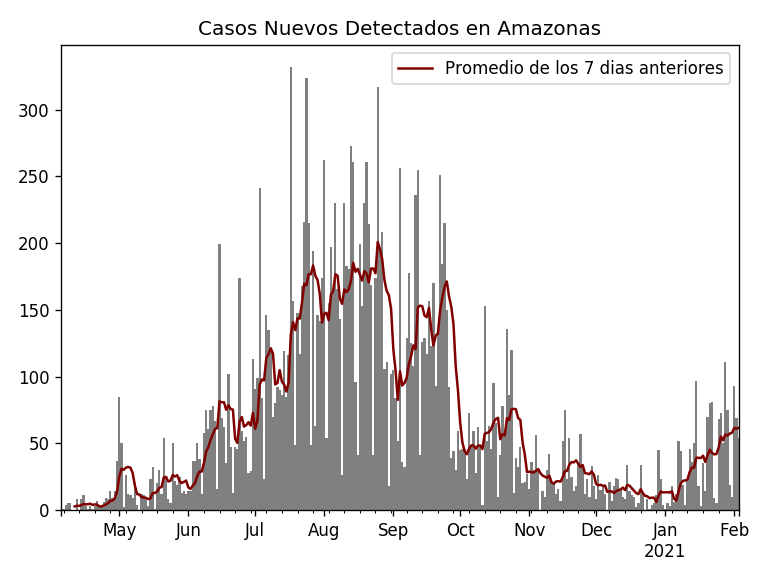 Casos Nuevos Detectados en Amazonas
Promedio de los 7 dias anteriores
300
250
200
150
100
50
0
May Jun Jul Aug Sep Oct Nov Dec Jan Feb
2021